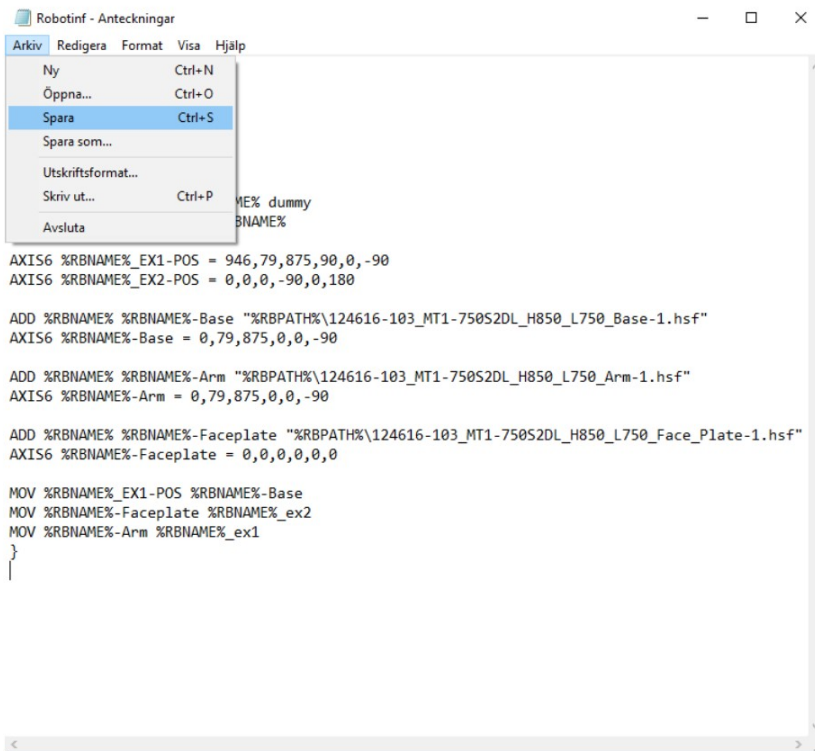 Robotinf - Anteckningar
Arkiv Redigera Format Visa Hjälp
Ny Ctrl+N
Öppna... Ctrl+O
Spara Ctrl+S
Spara som...
Utskriftsformat...
Skriv ut... Ctrl+P
Avsluta
dummy
AXIS6 %RBNAME%_EX1-POS = 946,79,875,90,0,-90
AXIS6 %RBNAME%_EX2-POS = 0,0,0,-90,0,180
ADD %RBNAME% %RBNAME%-Base "%RBPATH%\124616-103_MT1-750S2DL_H850_L750_Base-1.hsf"
AXIS6 %RBNAME%-Base = 0,79,875,0,0,-90
ADD %RBNAME% %RBNAME%-Arm "%RBPATH%\124616-103_MT1-750S2DL_H850_L750_Arm-1.hsf"
AXIS6 %RBNAME%-Arm = 0,79,875,0,0,-90
ADD %RBNAME% %RBNAME%-Faceplate "%RBPATH%\124616-103_MT1-750S2DL_H850_L750_Face_Plate-1.hsf"
AXIS6 %RBNAME%-Faceplate = 0,0,0,0,0,0
MOV %RBNAME%_EX1-POS %RBNAME%-Base
MOV %RBNAME%-Faceplate %RBNAME%_ex2
MOV %RBNAME%-Arm %RBNAME%_ex1
}